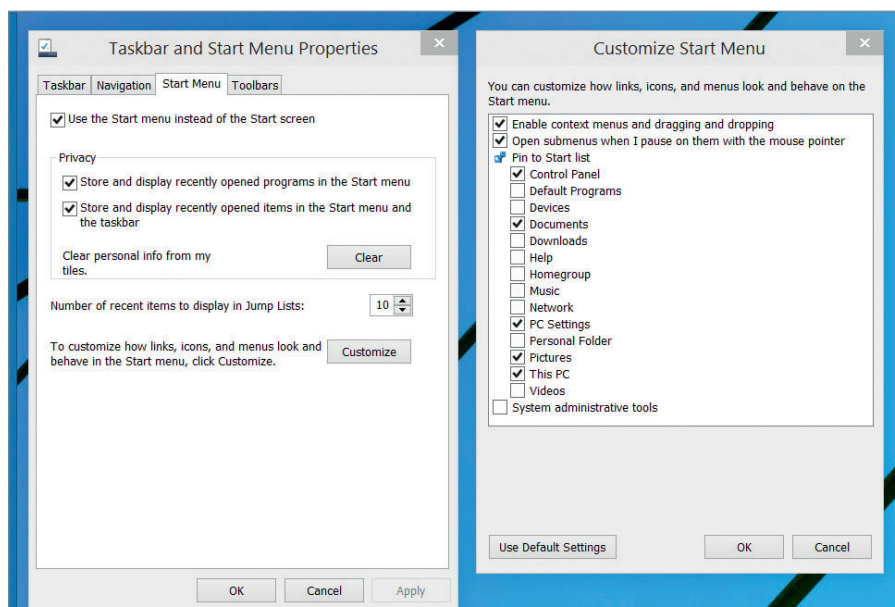 Taskbar and Start Menu Properties
Taskbar
Navigation
Start Menu
Toolbars
Use the Start menu instead of the Start screen
Privacy
Store and display recently opened programs in the Start menu
Store and display recently opened items in the Start menu and
the taskbar
Clear personal info from my
tiles.
Clear
Number of recent items to display in Jump Lists:
10
To customize how links, icons, and menus look and
behave in the Start menu, click Customize.
Customize
OK
Cancel
Apply
Customize Start Menu
You can customize how links, icons, and menus look and behave on the
Start menu.
Enable context menus and dragging and dropping
Open submenus when I pause on them with the mouse pointer
Pin to Start list
Control Panel
Default Programs
Devices
Documents
Downloads
Help
Homegroup
Music
Network
PC Settings
Personal Folder
Pictures
This PC
Videos
System administrative tools
Use Default Settings
OK
Cancel